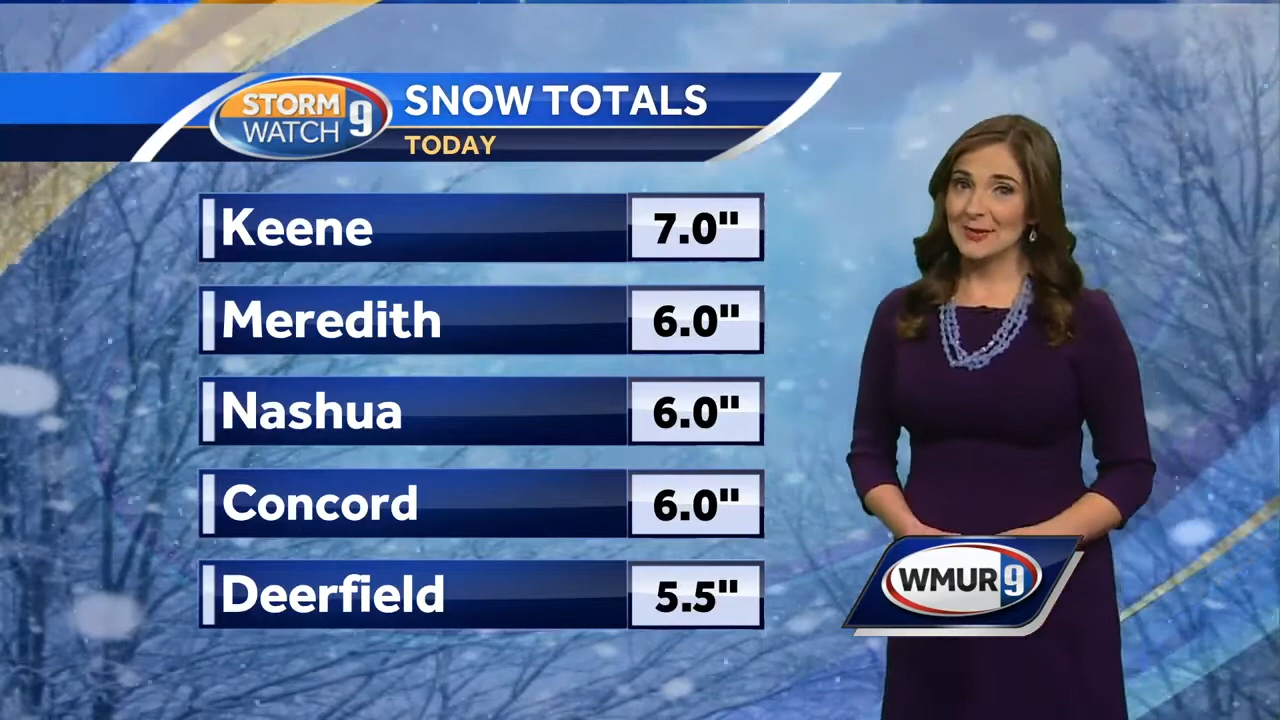 STORM
WATCH 9
SNOW TOTALS
TODAY
Keene 7.0"
Meredith 6.0"
Nashua 6.0"
Concord 6.0"
Deerfield 5.5"
WMUR 9